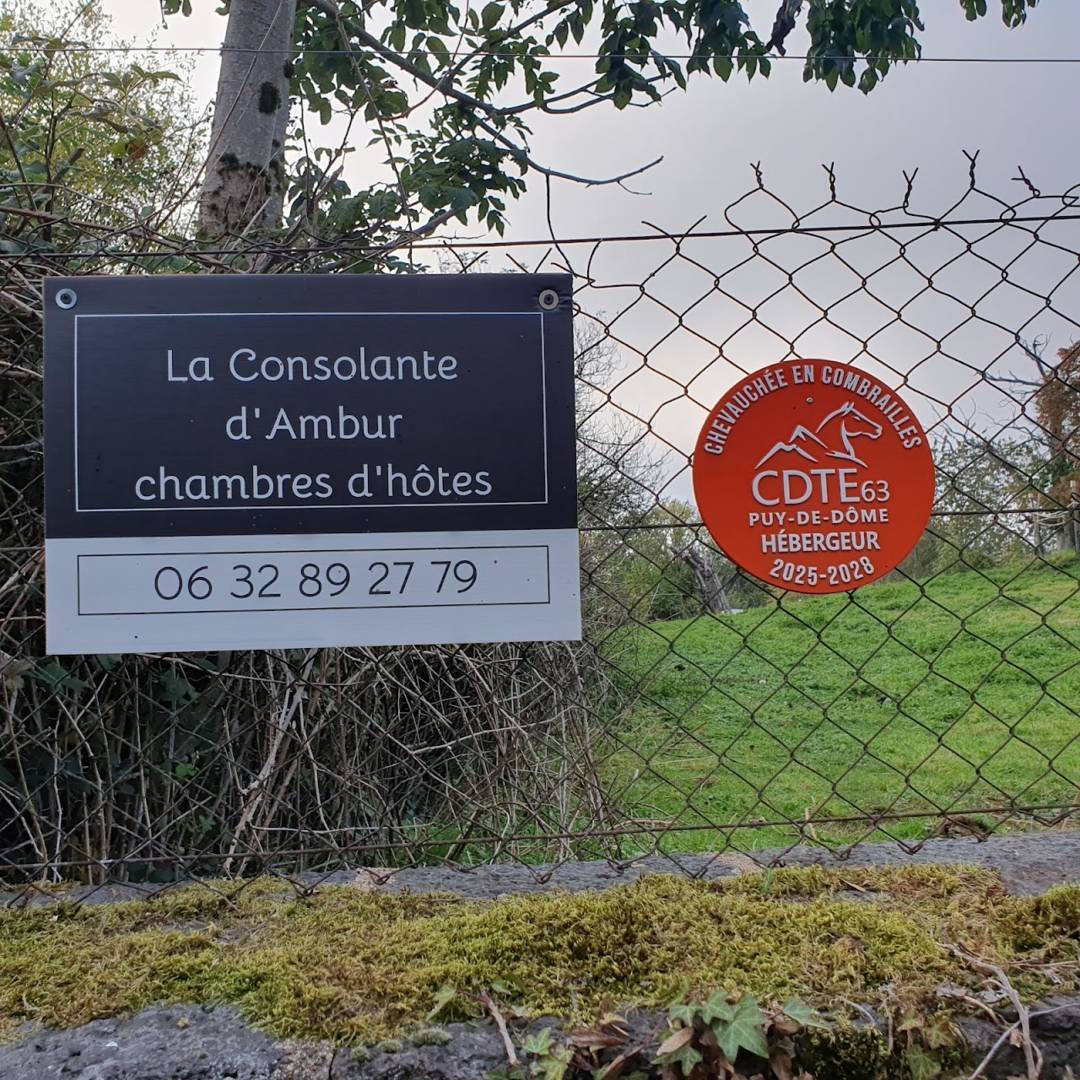 La Consolante
d'Ambur
chambres d'hôtes
06 32 89 27 79
CHEVAUCHÉE EN COMBRAILLES
CDTE63
PUY-DE-DÔME
HÉBERGEUR
2025-2028